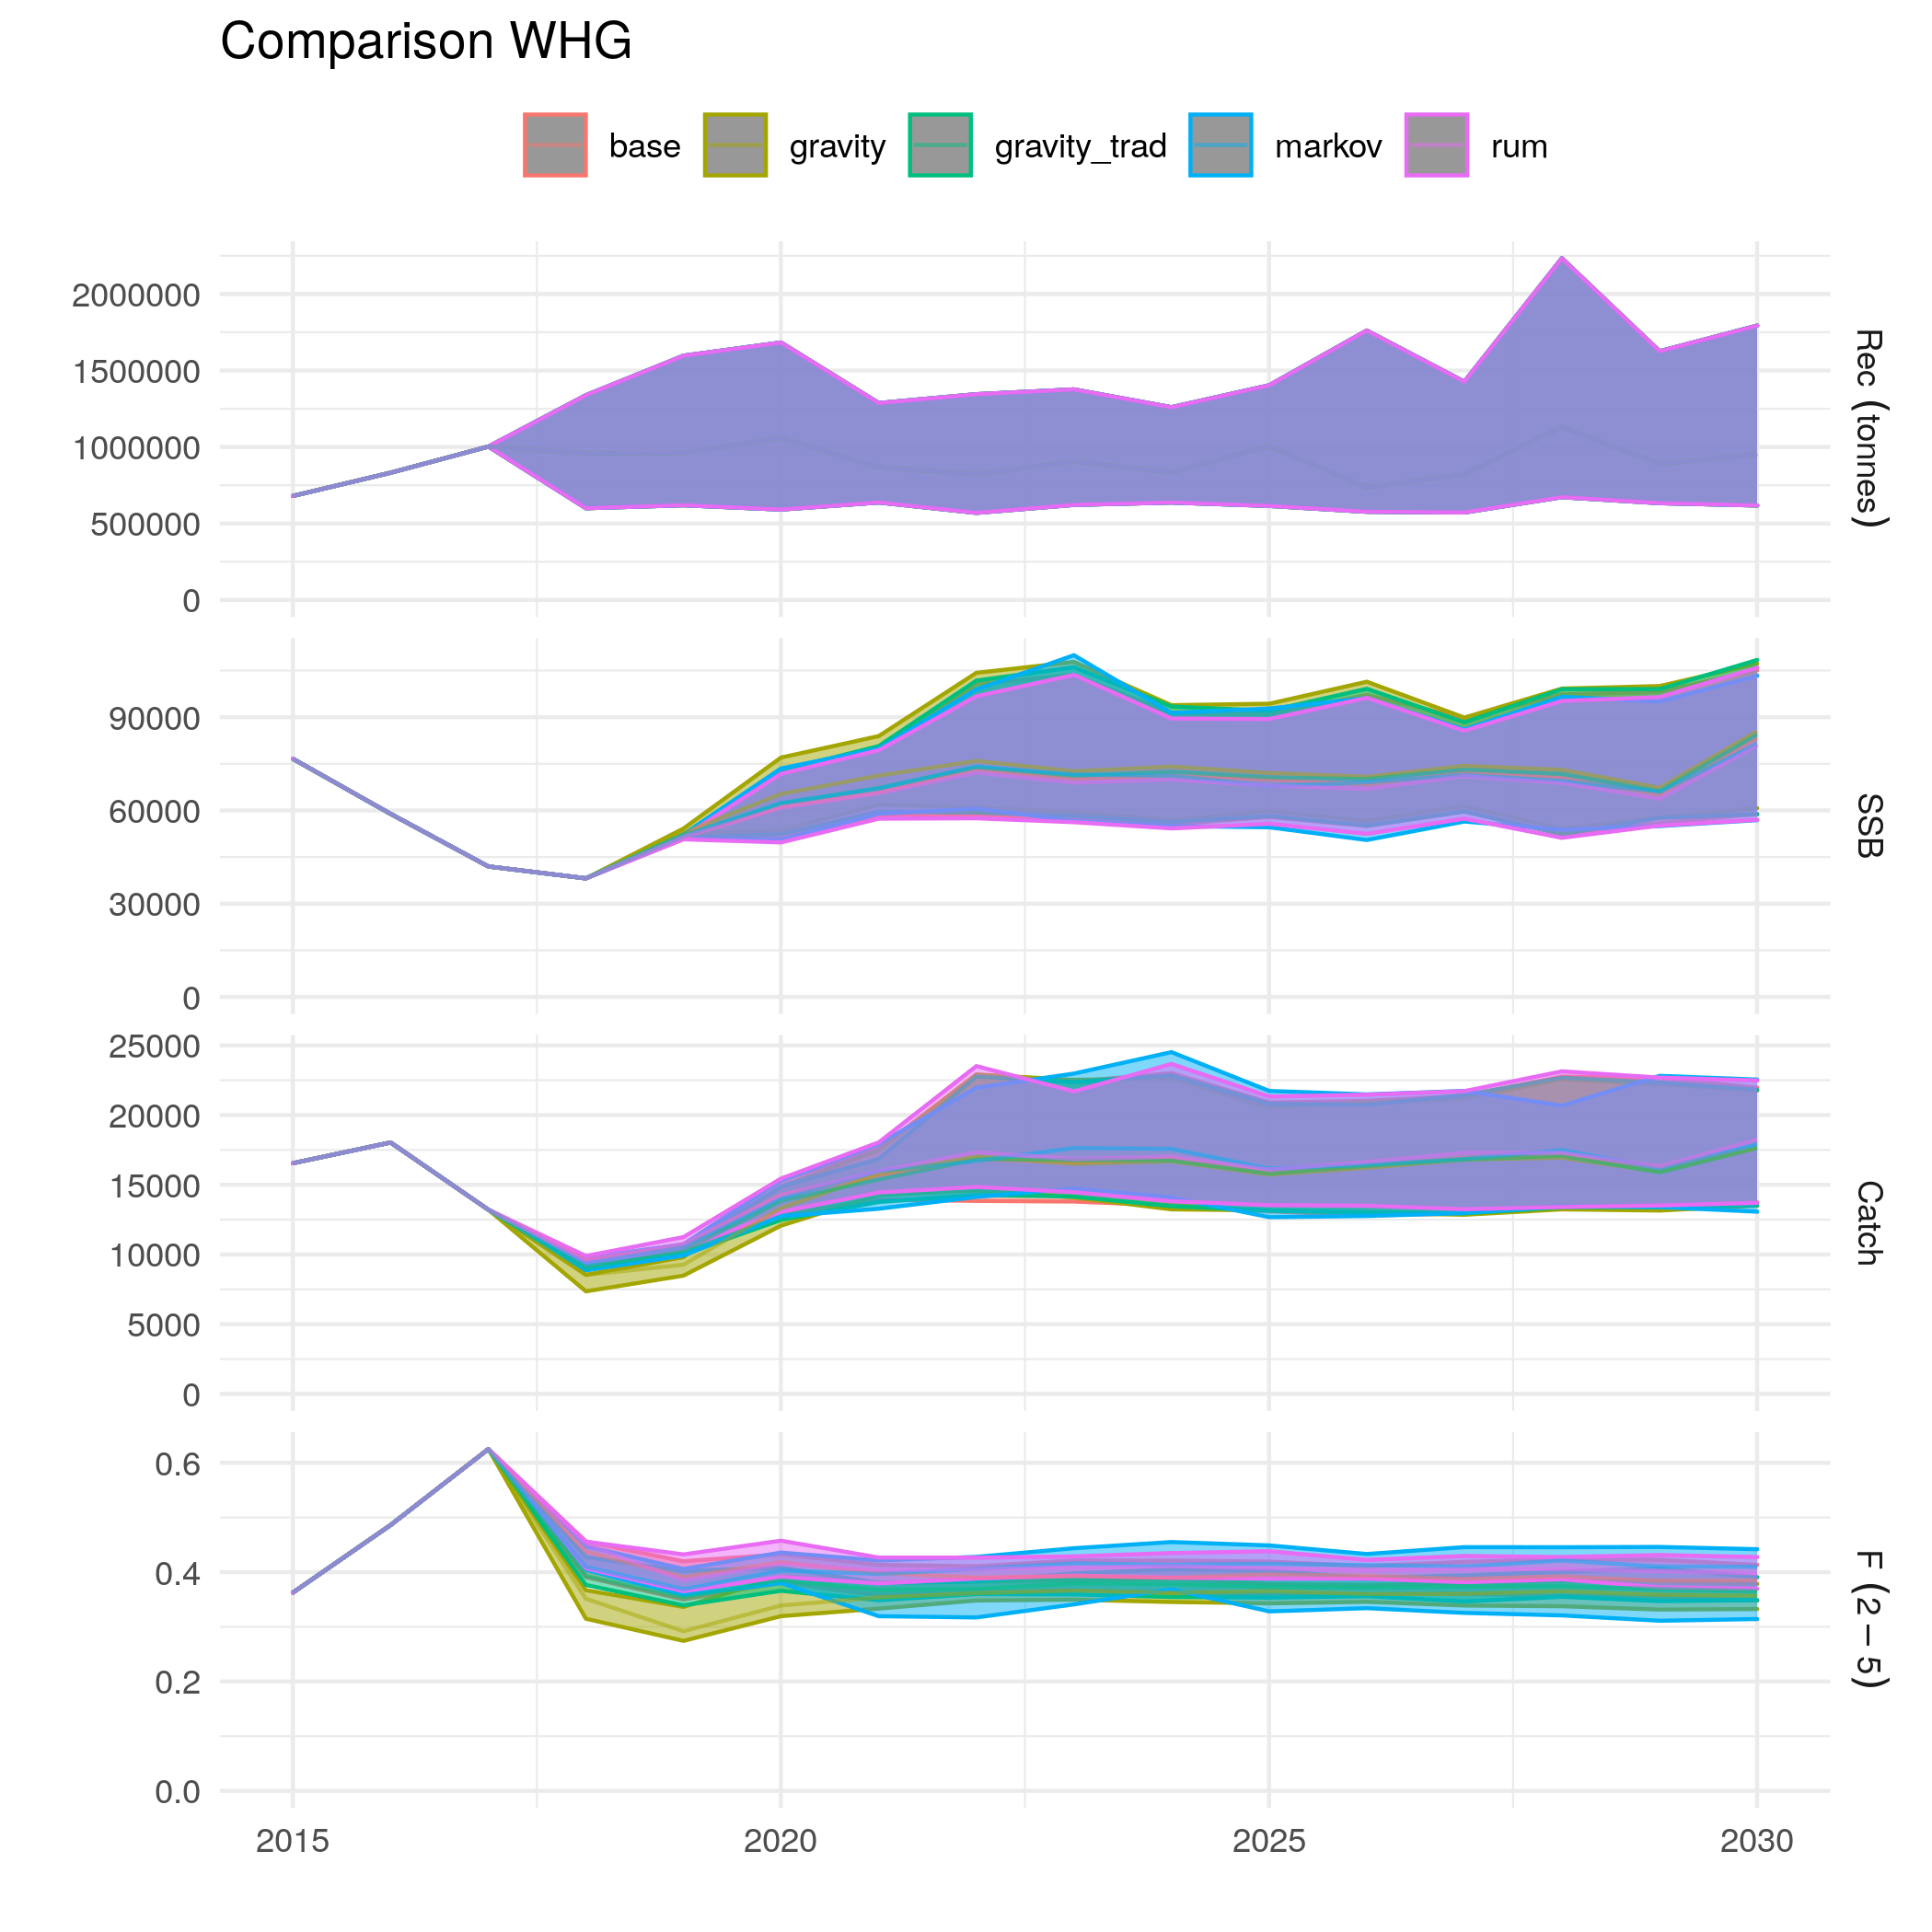 Comparison WHG
base gravity gravity_trad markov rum
2000000
1500000
1000000
500000
0
Rec (tonnes)
90000
60000
30000
0
SSB
25000
20000
15000
10000
5000
0
Catch
0.6
0.4
0.2
0.0
F (2 − 5)
2015 2020 2025 2030